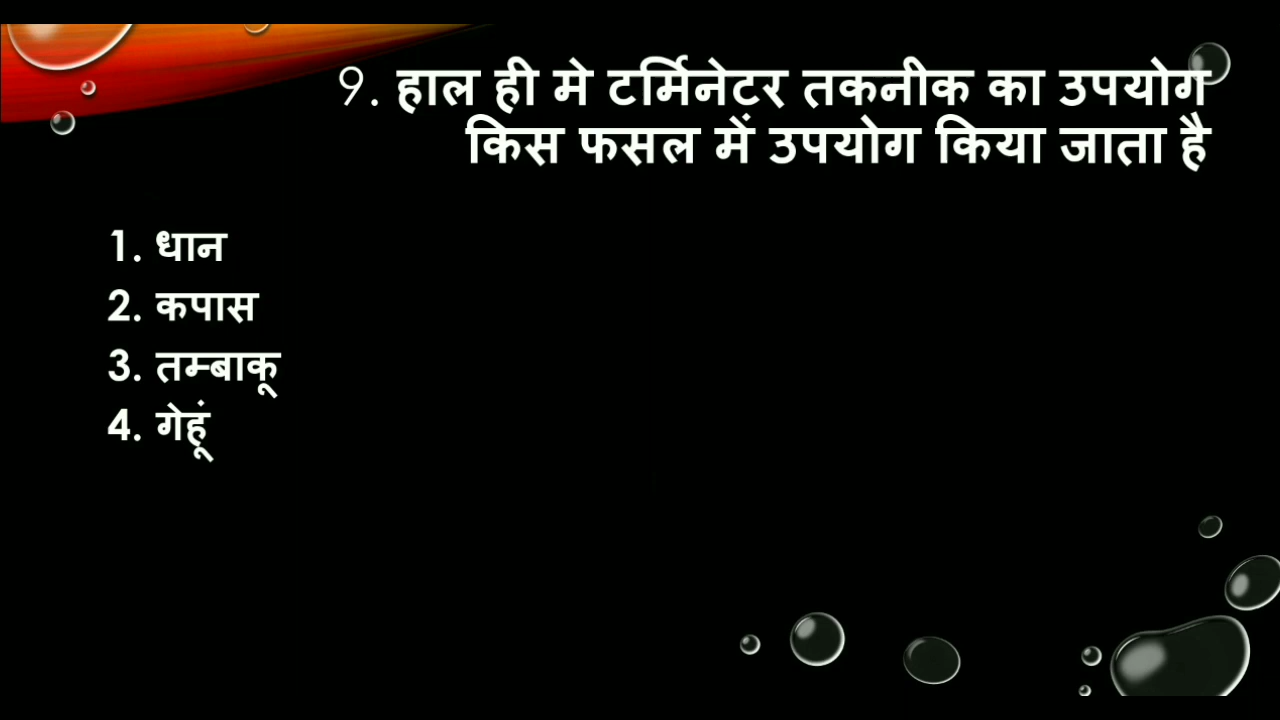 9. हाल ही मे टर्मिनेटर तकनीक का उपयोग
किस फसल में उपयोग किया जाता है
1. धान
2. कपास
3. तम्बाकू
4. गेहूं